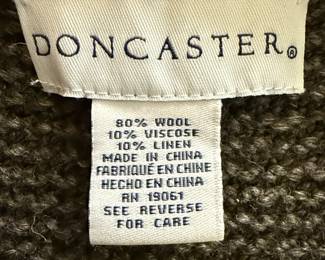 DONCASTER®
80% WOOL
10% VISCOSE
10% LINEN
MADE IN CHINA
FABRIQUÉ EN CHINE
HECHO EN CHINA
RN 19061
SEE REVERSE
FOR CARE